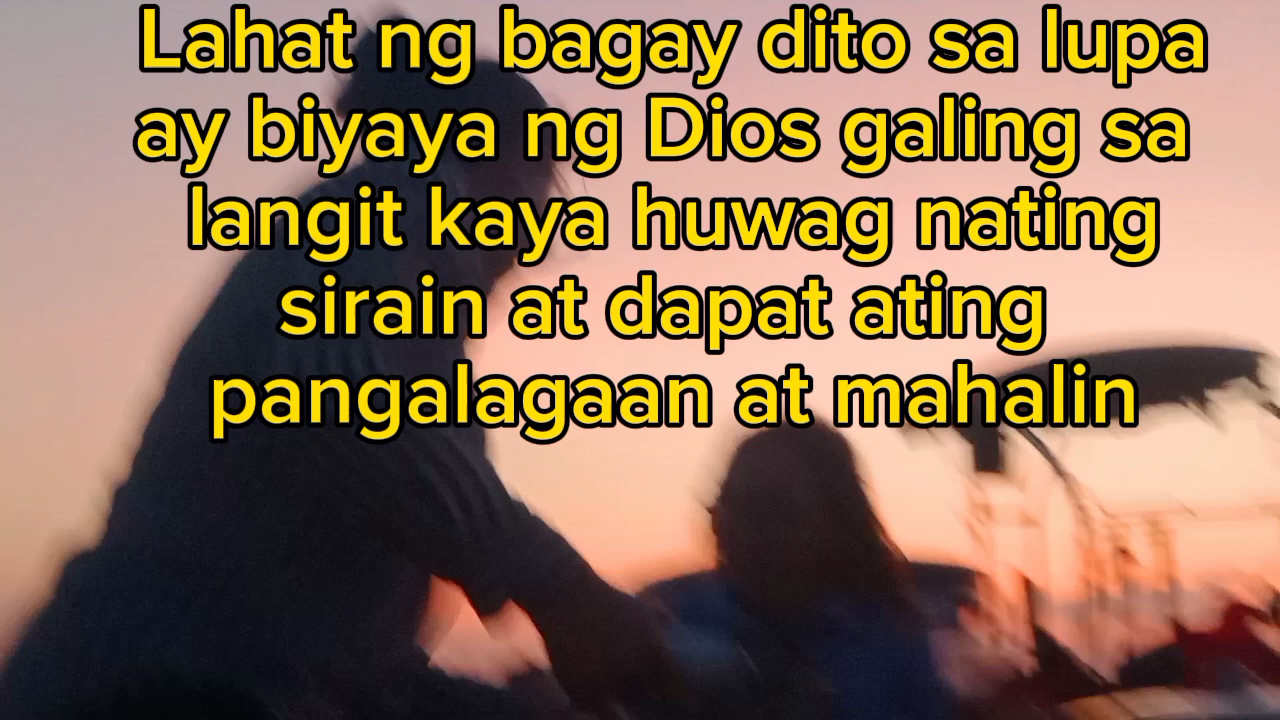 Lahat ng bagay dito sa lupa
ay biyaya ng Dios galing sa
langit kaya huwag nating
sirain at dapat ating
pangalagaan at mahalin